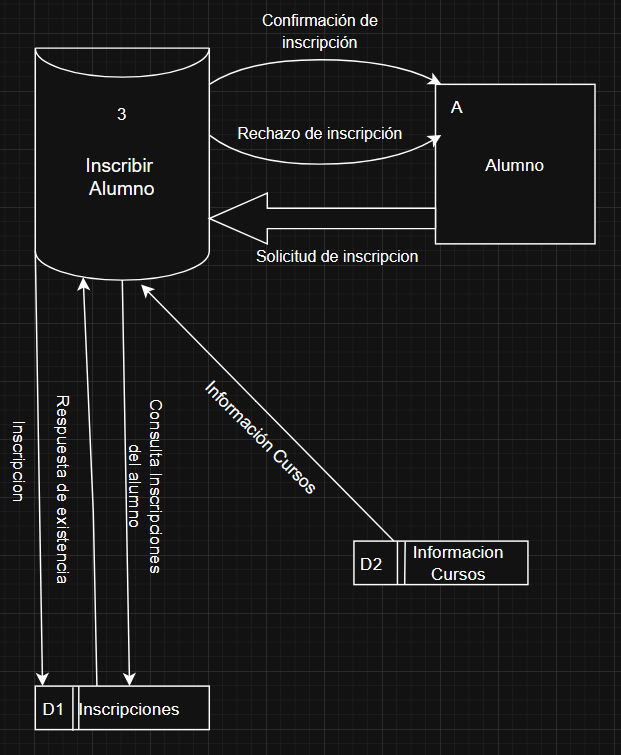 Confirmación de
inscripción
3
Inscribir
Alumno
Rechazo de inscripción
A
Alumno
Solicitud de inscripcion
Inscripcion
Respuesta de existencia
Consulta Inscripciones
del alumno
Información Cursos
D2
Informacion
Cursos
D1
Inscripciones